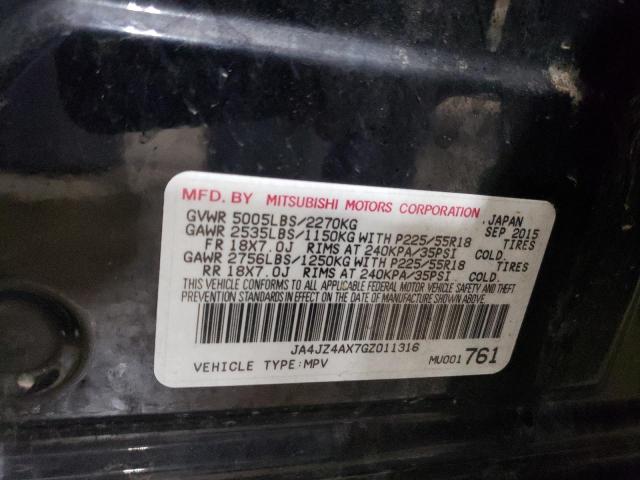 MFD. BY MITSUBISHI MOTORS CORPORATION JAPAN
GVWR 5005LBS/2270KG SEP 2015
GAWR 2535LBS/1150KG WITH P225/55R18 TIRES
FR 18X7.0J RIMS AT 240KPA/35PSI COLD.
GAWR 2756LBS/1250KG WITH P225/55R18 TIRES
RR 18X7.0J RIMS AT 240KPA/35PSI COLD.
THIS VEHICLE CONFORMS TO ALL APPLICABLE FEDERAL MOTOR VEHICLE SAFETY AND THEFT
PREVENTION STANDARDS IN EFFECT ON THE DATE OF MANUFACTURE SHOWN ABOVE.
JA4JZ4AX7GZ011316
VEHICLE TYPE:MPV MU001 761